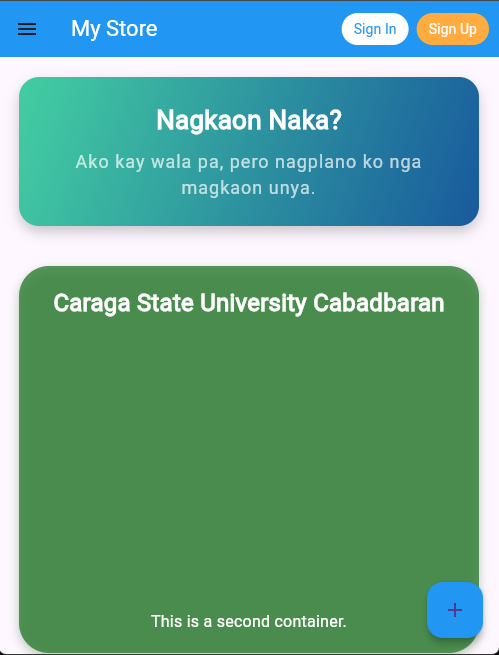 My Store
Sign In
Sign Up
Nagkaon Naka?
Ako kay wala pa, pero nagplano ko nga
magkaon unya.
Caraga State University Cabadbaran
This is a second container.
+